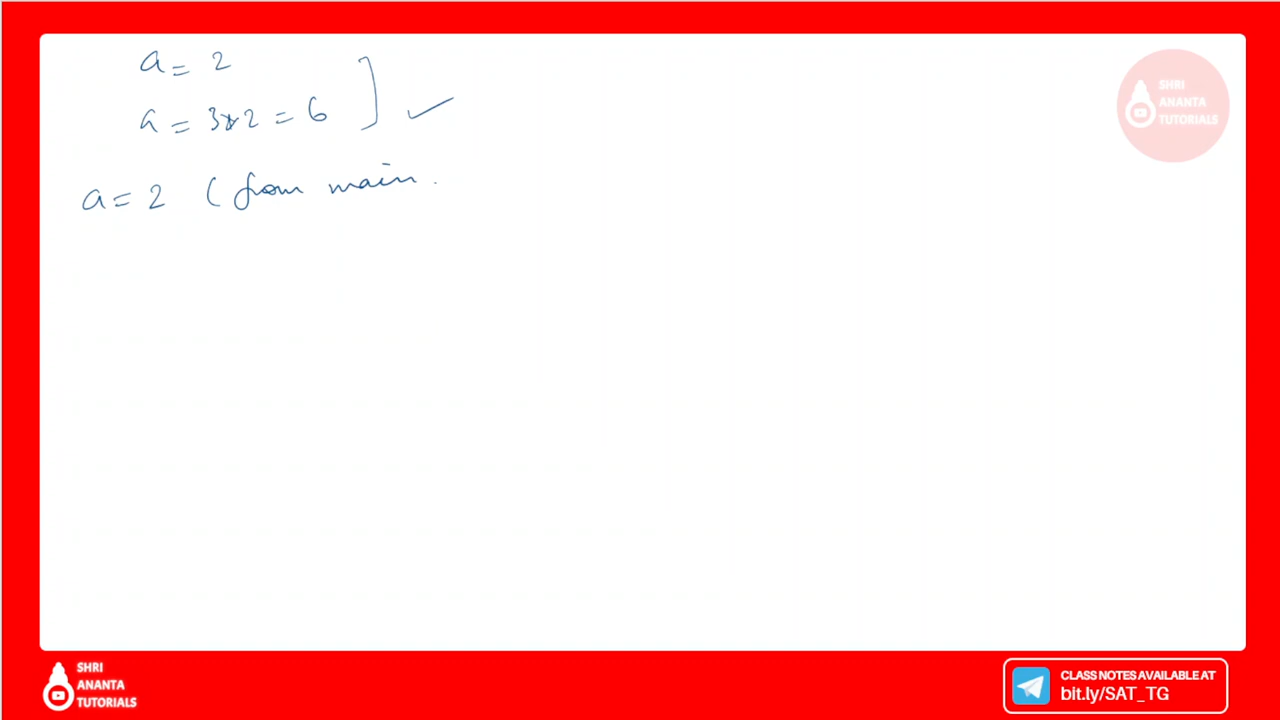 a = 2
a = 3*2 = 6
a = 2 (from main.
SHRI
ANANTA
TUTORIALS
SHRI
ANANTA
TUTORIALS
CLASS NOTES AVAILABLE AT
bit.ly/SAT_TG